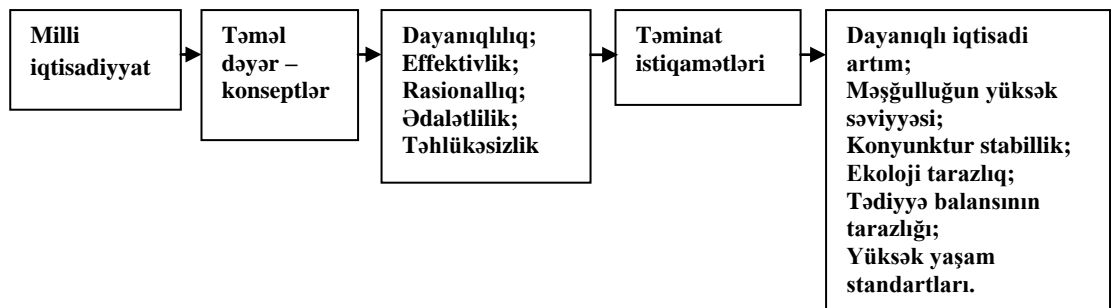 Milli
iqtisadiyyat
Təməl
dəyər –
konseptlər
Dayanıqlılıq;
Effektivlik;
Rasionallıq;
Ədalətlilik;
Təhlükəsizlik
Təminat
istiqamətləri
Dayanıqlı iqtisadi
artım;
Məşğulluğun yüksək
səviyyəsi;
Konyunktur stabillik;
Ekoloji tarazlıq;
Tədiyyə balansının
tarazlığı;
Yüksək yaşam
standartları.